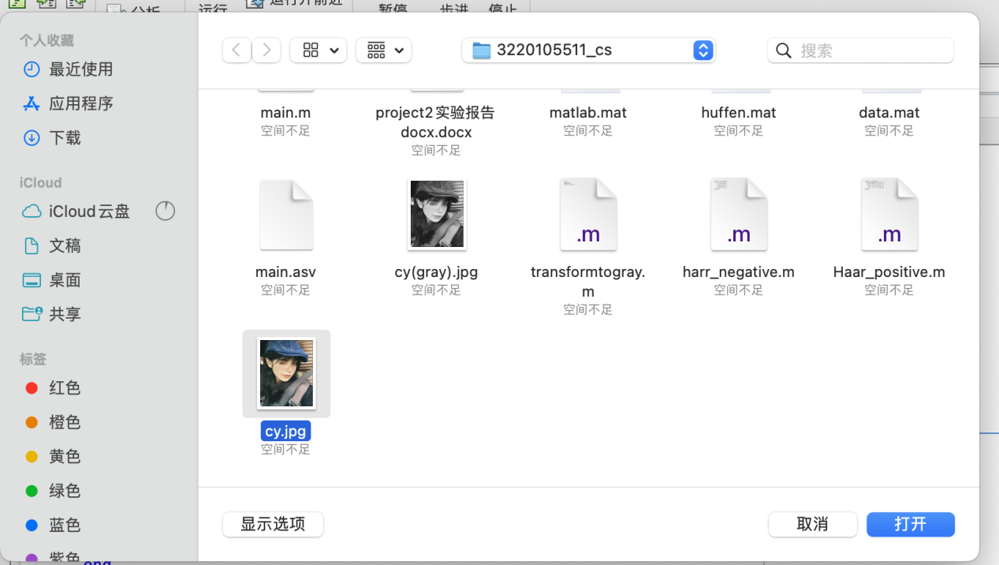 分析
运行
运行并前进
暂停
步进
停止
个人收藏
最近使用
应用程序
下载
iCloud
iCloud云盘
文稿
桌面
共享
标签
红色
橙色
黄色
绿色
蓝色
紫色
3220105511_cs
搜索
main.m
空间不足
project2实验报告
docx.docx
空间不足
matlab.mat
空间不足
huffen.mat
空间不足
data.mat
空间不足
main.asv
空间不足
cy(gray).jpg
空间不足
.m
transformtogray.
m
空间不足
.m
harr_negative.m
空间不足
.m
Haar_positive.m
空间不足
cy.jpg
空间不足
显示选项
取消
打开
end